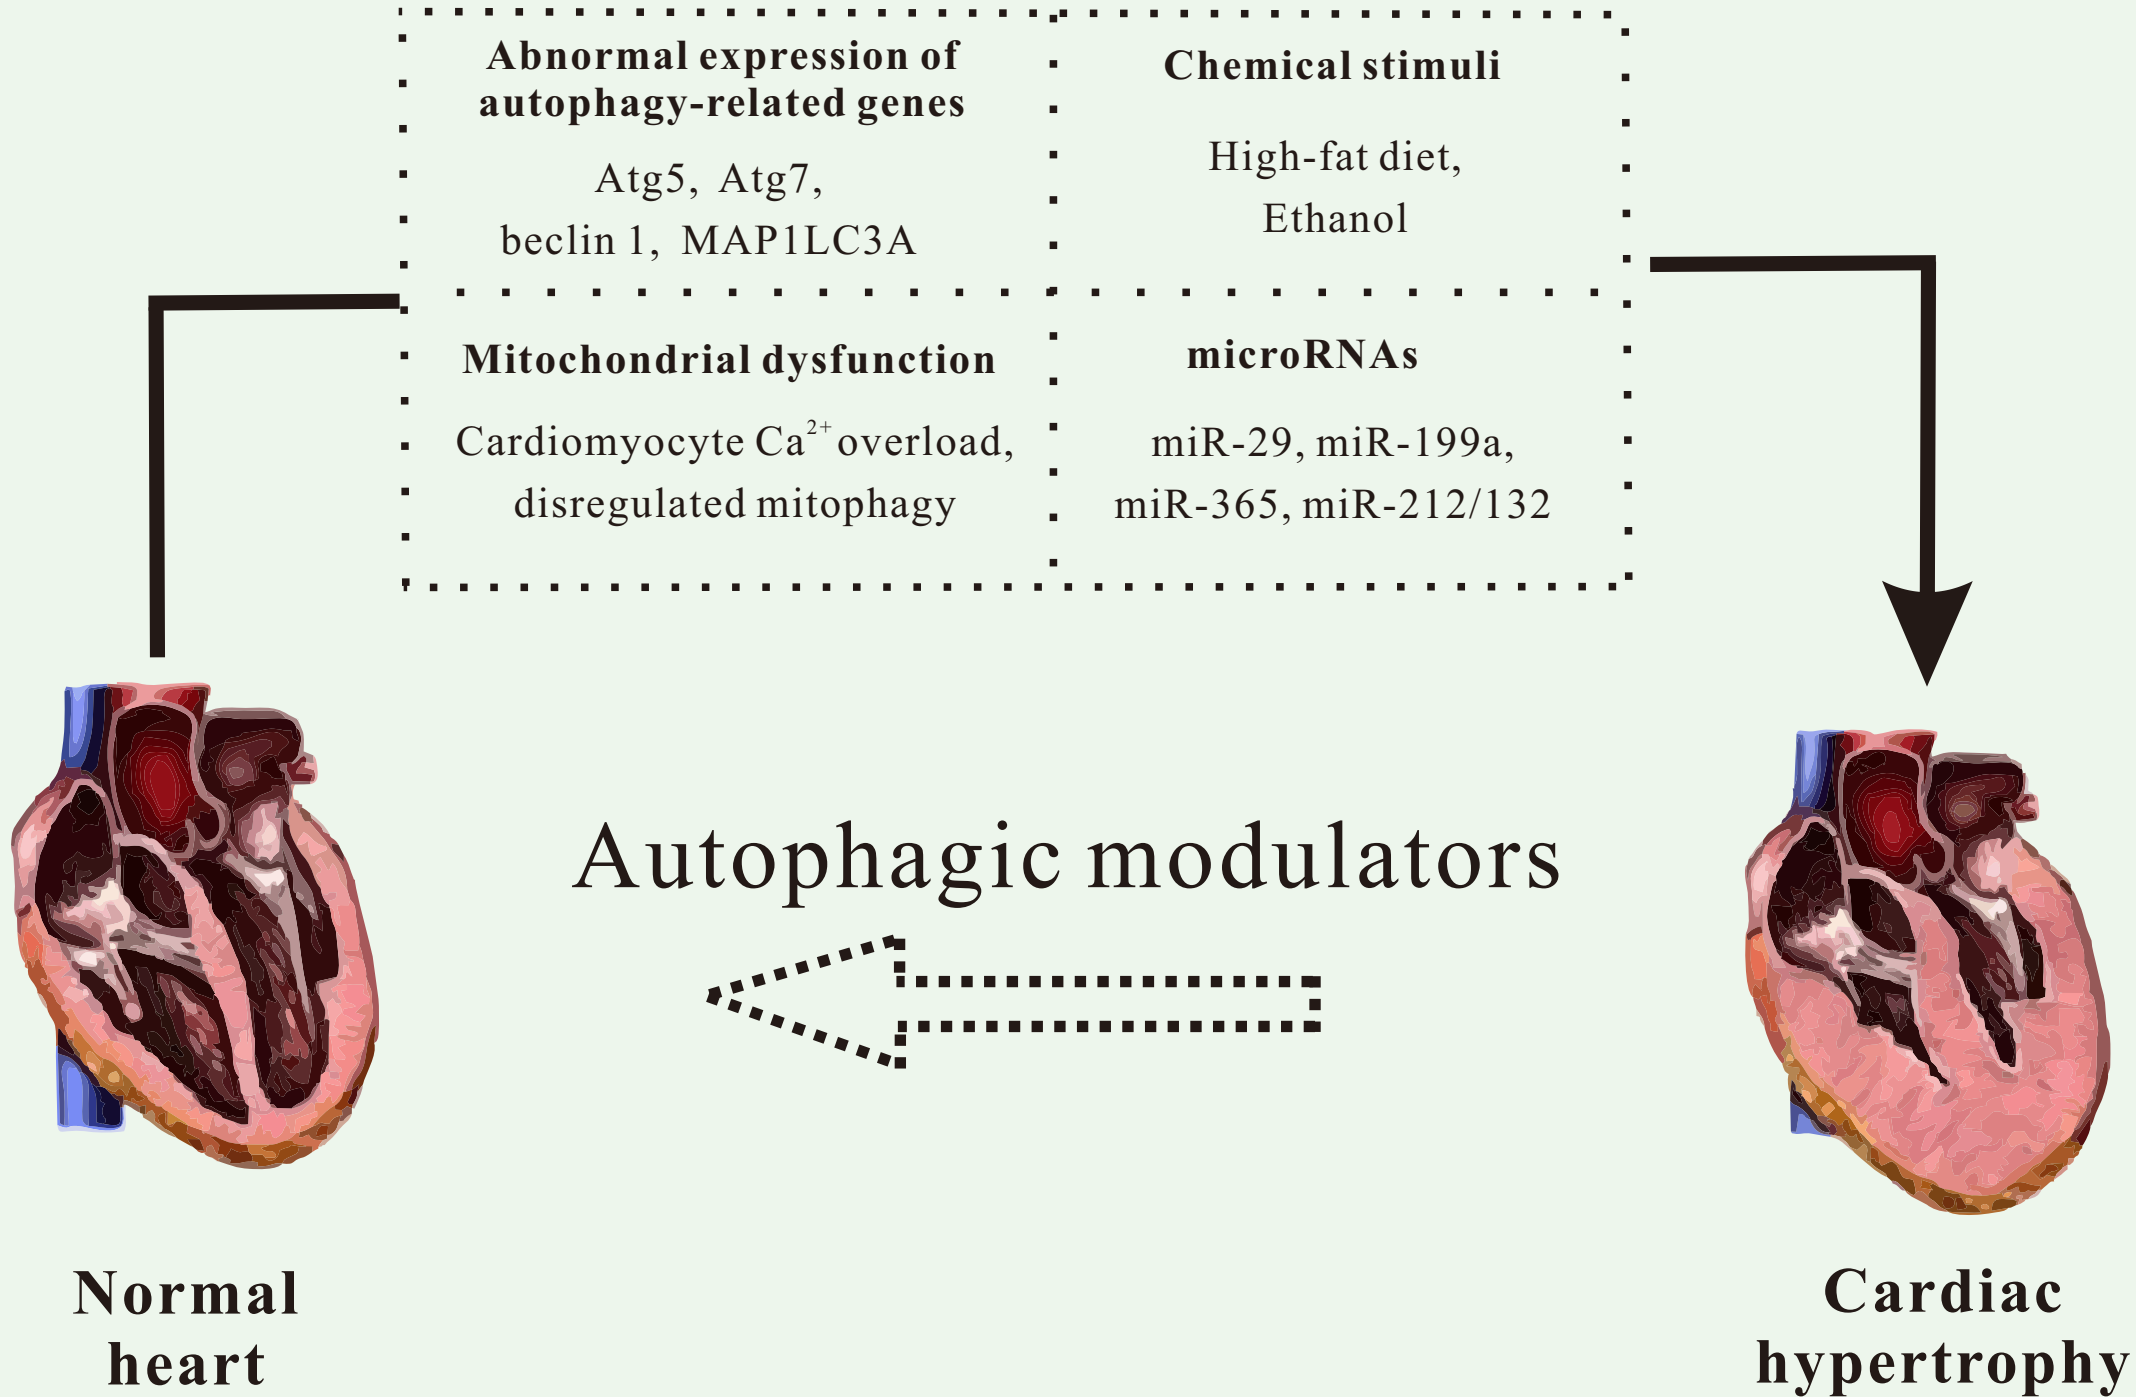 Abnormal expression of
autophagy-related genes
Atg5, Atg7,
beclin 1, MAP1LC3A
Chemical stimuli
High-fat diet,
Ethanol
Mitochondrial dysfunction
Cardiomyocyte Ca²⁺ overload,
disregulated mitophagy
microRNAs
miR-29, miR-199a,
miR-365, miR-212/132
Autophagic modulators
Normal
heart
Cardiac
hypertrophy